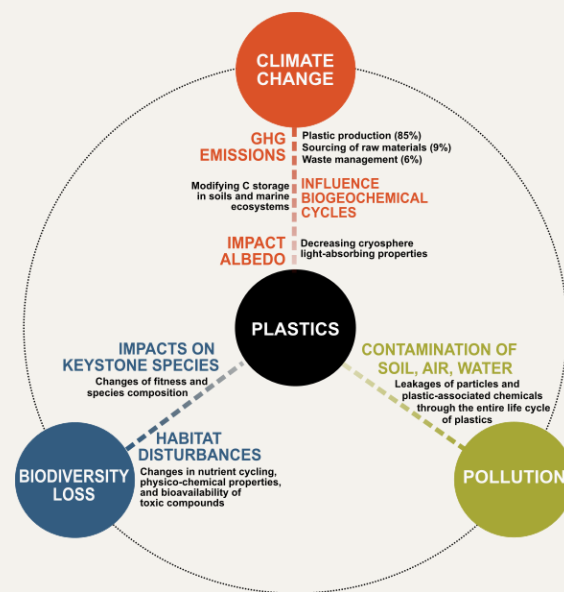 CLIMATE
CHANGE
GHG
EMISSIONS
Plastic production (85%)
Sourcing of raw materials (9%)
Waste management (6%)
Modifying C storage
in soils and marine
ecosystems
INFLUENCE
BIOGEOCHEMICAL
CYCLES
IMPACT
ALBEDO
Decreasing cryosphere
light-absorbing properties
PLASTICS
IMPACTS ON
KEYSTONE SPECIES
Changes of fitness and
species composition
HABITAT
DISTURBANCES
Changes in nutrient cycling,
physico-chemical properties,
and bioavailability of
toxic compounds
BIODIVERSITY
LOSS
CONTAMINATION OF
SOIL, AIR, WATER
Leakages of particles and
plastic-associated chemicals
through the entire life cycle
of plastics
POLLUTION